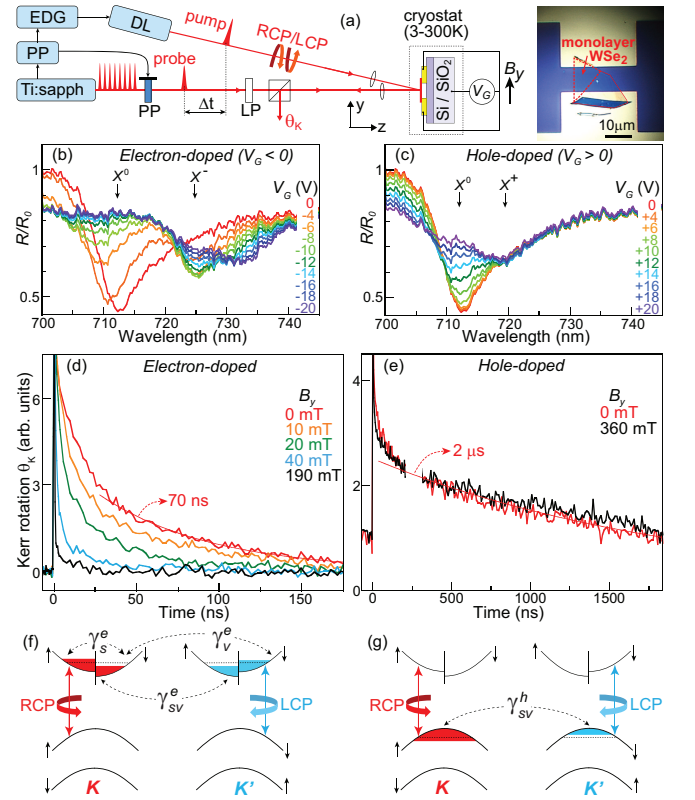 (a)
EDG
DL
pump
RCP/LCP
PP
probe
Ti:sapph
PP
Δt
LP
θK
y
z
cryostat
(3-300K)
Si / SiO2
VG
By
monolayer
WSe2
10μm
(b) Electron-doped (VG < 0)
X0 X-
VG (V)
0
-4
-6
-8
-10
-12
-14
-16
-18
-20
R/R0
1
0.5
700 710 720 730 740
Wavelength (nm)
(c) Hole-doped (VG > 0)
X0 X+
VG (V)
0
+4
+6
+8
+10
+12
+14
+16
+18
+20
R/R0
1
0.5
700 710 720 730 740
Wavelength (nm)
(d) Electron-doped
By
0 mT
10 mT
20 mT
40 mT
190 mT
70 ns
Kerr rotation θK (arb. units)
6
3
0
0 50 100 150
Time (ns)
(e) Hole-doped
By
0 mT
360 mT
2 μs
4
2
0
0 500 1000 1500
Time (ns)
(f)
γse
γve
γsve
RCP
LCP
K
K'
(g)
γsvh
RCP
LCP
K
K'